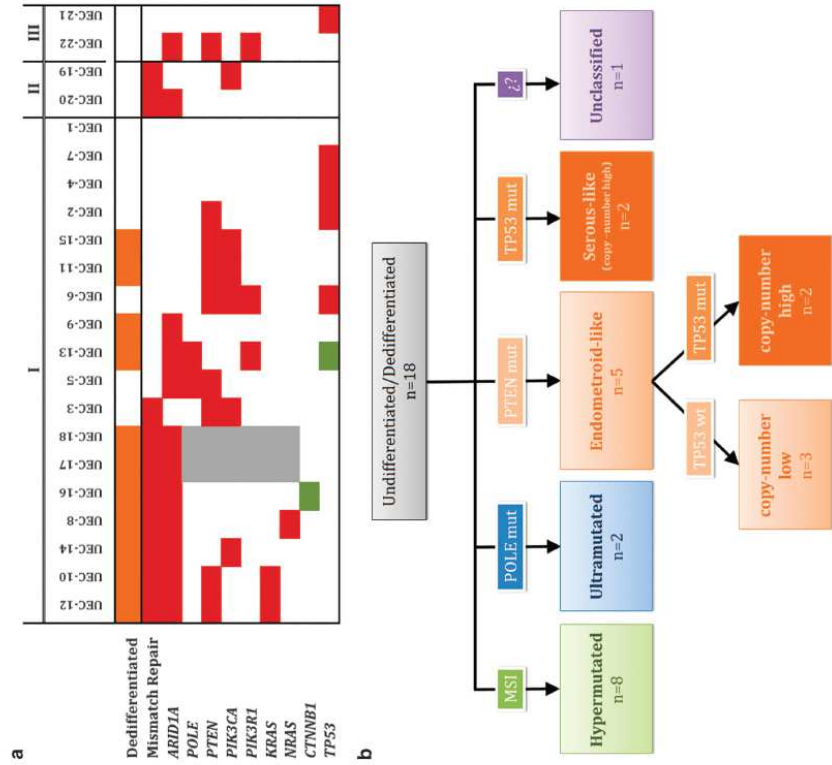 a
I
II
III
UEC-12
UEC-10
UEC-14
UEC-8
UEC-16
UEC-17
UEC-18
UEC-3
UEC-5
UEC-13
UEC-9
UEC-6
UEC-11
UEC-15
UEC-2
UEC-4
UEC-7
UEC-1
UEC-20
UEC-19
UEC-22
UEC-21
Dedifferentiated
Mismatch Repair
ARID1A
POLE
PTEN
PIK3CA
PIK3R1
KRAS
NRAS
CTNNB1
TP53
b
Undifferentiated/Dedifferentiated
n=18
MSI
POLE mut
PTEN mut
TP53 mut
¿?
Hypermutated
n=8
Ultramutated
n=2
Endometroid-like
n=5
Serous-like
(copy-number high)
n=2
Unclassified
n=1
TP53 wt
TP53 mut
copy-number
low
n=3
copy-number
high
n=2